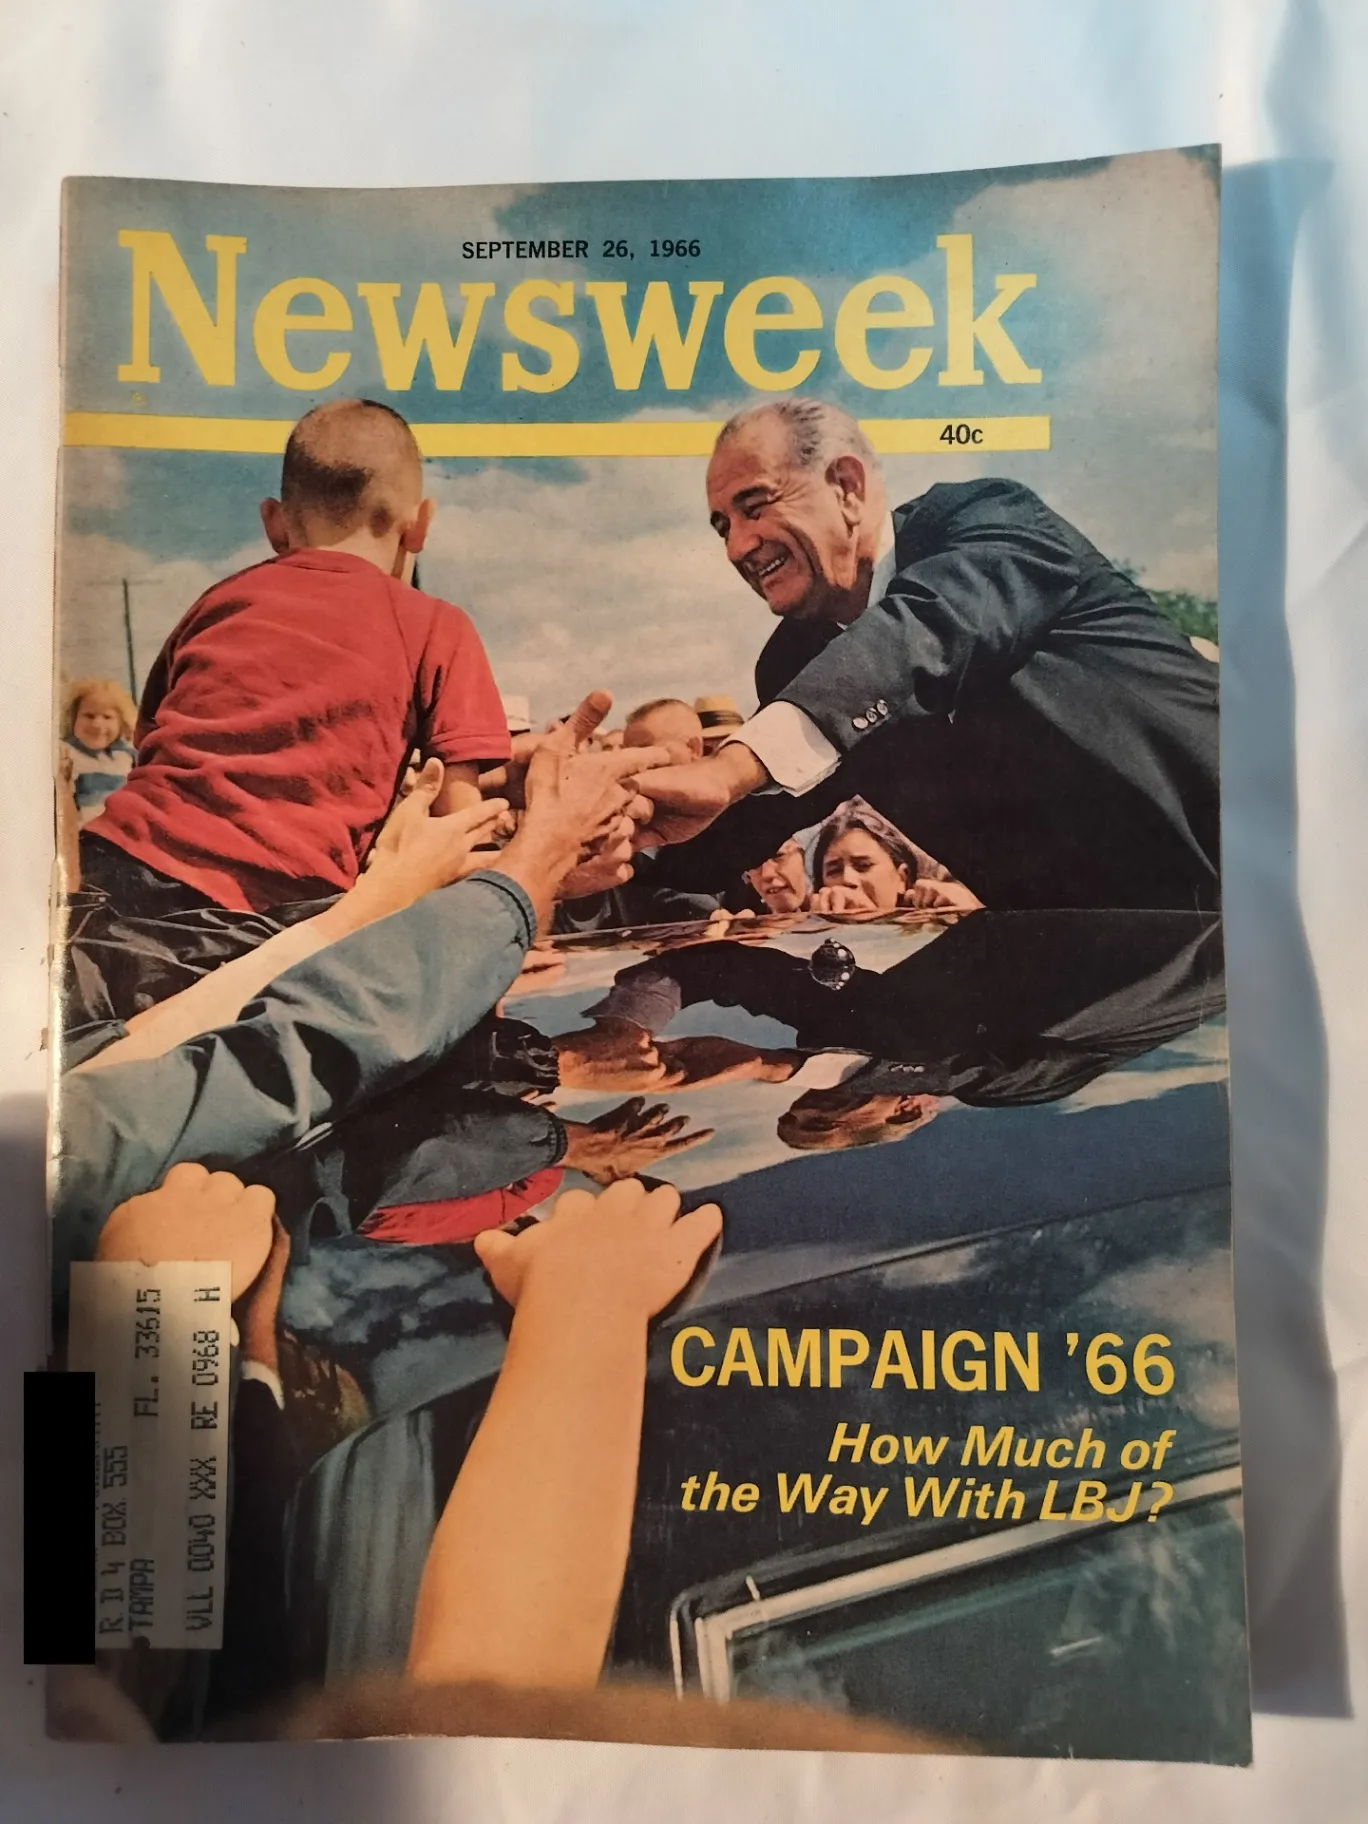 SEPTEMBER 26, 1966
Newsweek
40c
CAMPAIGN ’66
How Much of
the Way With LBJ?
R D 4 BOX 555
TAMPA FL. 33615
VLL 0040 XXX RE 0968 H